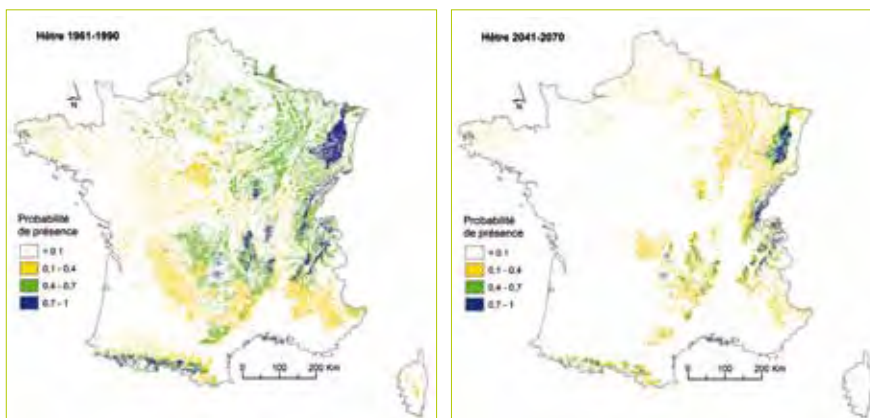 Hêtre 1961-1990
N
Probabilité
de présence
< 0.1
0,1 - 0,4
0,4 - 0,7
0,7 - 1
0 100 200 Km
Hêtre 2041-2070
N
Probabilité
de présence
< 0.1
0,1 - 0,4
0,4 - 0,7
0,7 - 1
0 100 200 Km